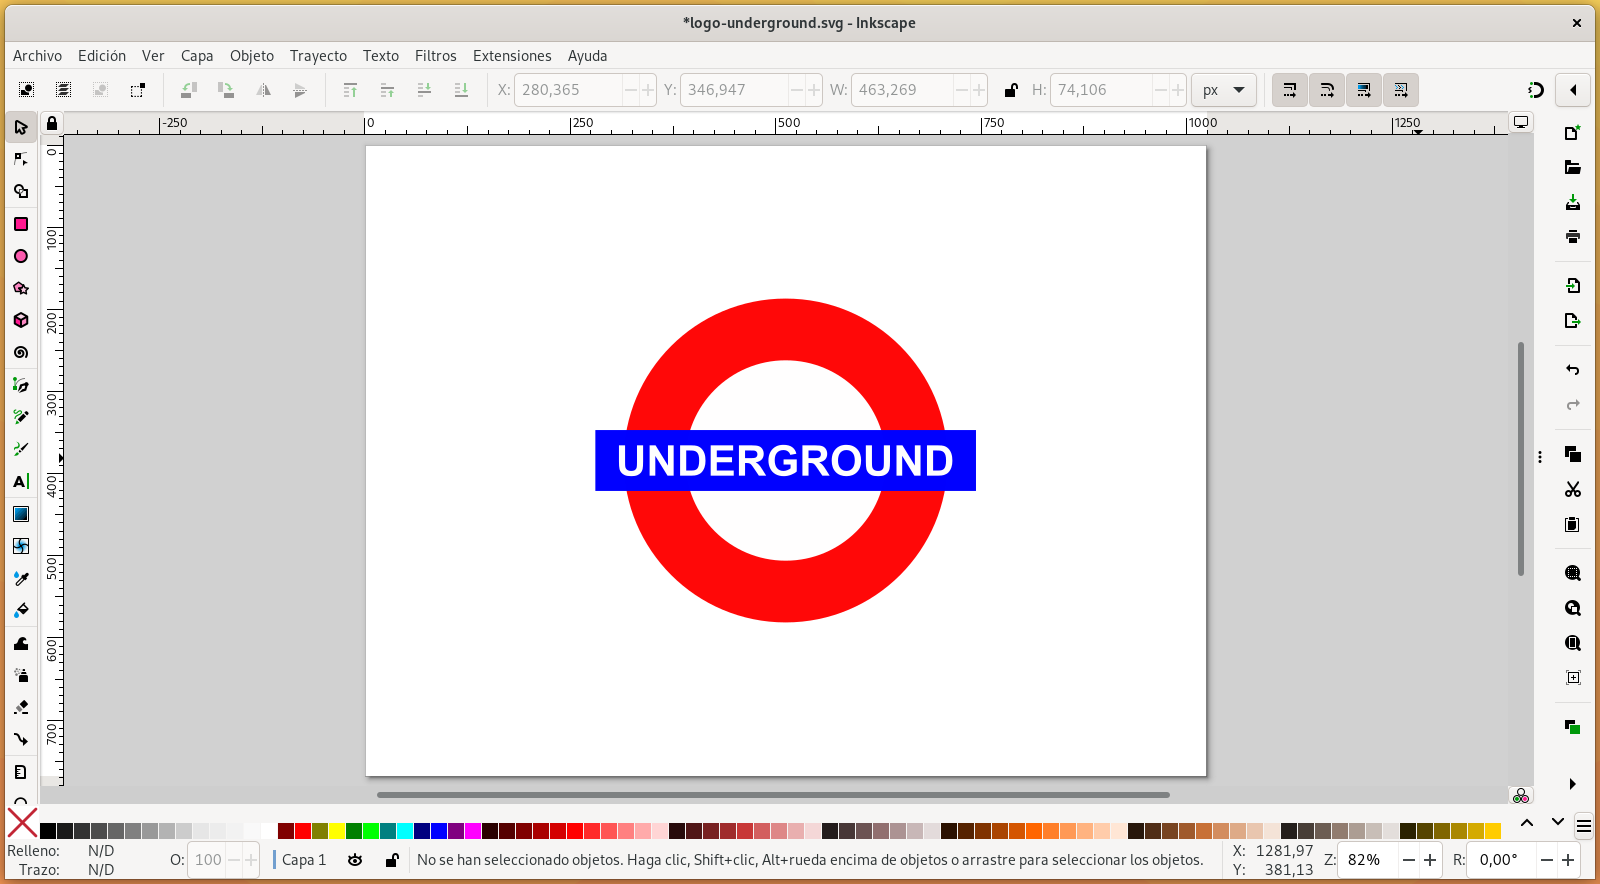 *logo-underground.svg - Inkscape
Archivo Edición Ver Capa Objeto Trayecto Texto Filtros Extensiones Ayuda
X: 280,365 Y: 346,947 W: 463,269 H: 74,106 px
-250 0 250 500 750 1000 1250
0
100
200
300
400
500
600
700
UNDERGROUND
Relleno: N/D
Trazo: N/D
O: 100
Capa 1
No se han seleccionado objetos. Haga clic, Shift+clic, Alt+rueda encima de objetos o arrastre para seleccionar los objetos.
X: 1281,97
Y: 381,13
Z: 82%
R: 0,00°